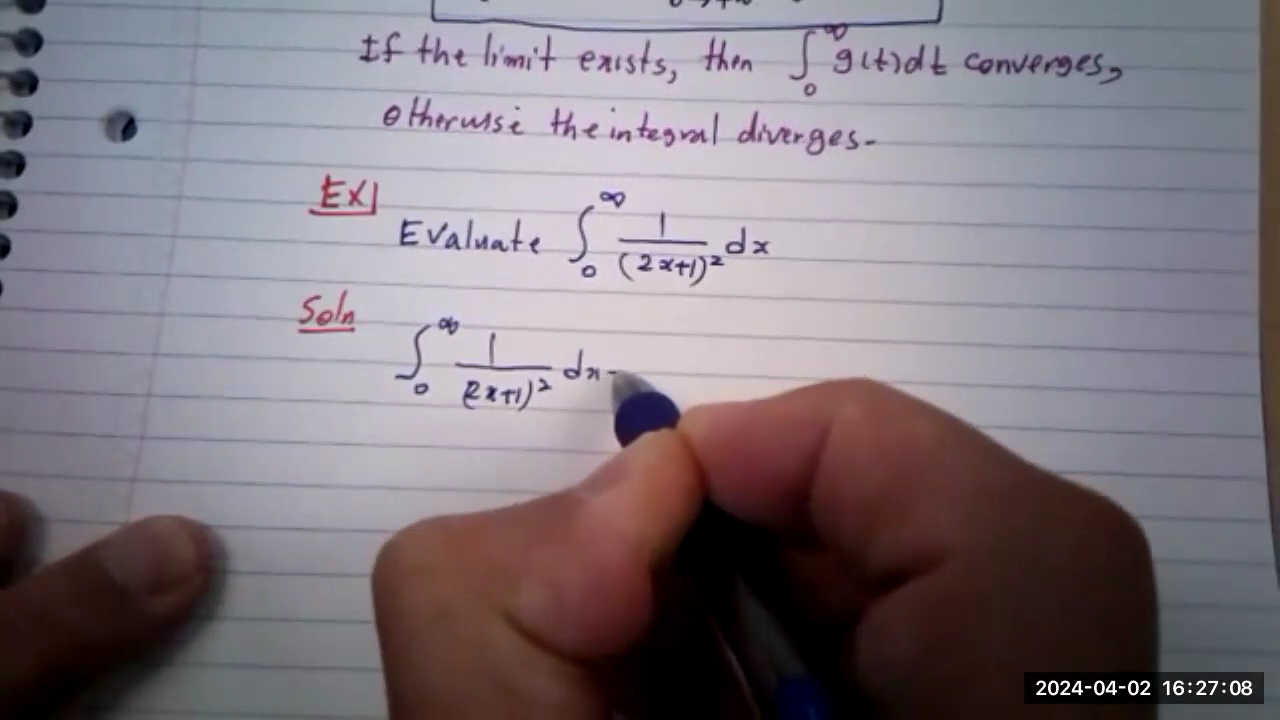 If the limit exists, then ∫₀^∞ g(t)dt converges,
otherwise the integral diverges.
EX1
Evaluate ∫₀^∞ 1/(2x+1)² dx
Soln
∫₀^∞ 1/(2x+1)² dx
2024-04-02 16:27:08